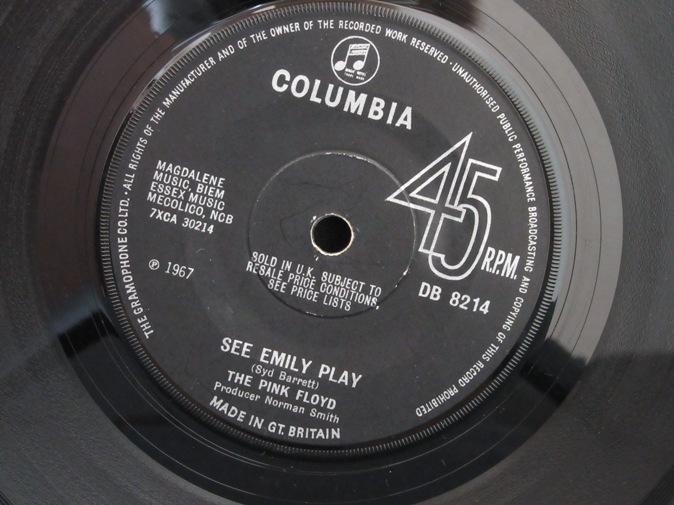 THE GRAMOPHONE CO. LTD. · ALL RIGHTS OF THE MANUFACTURER AND OF THE OWNER OF THE RECORDED WORK RESERVED · UNAUTHORISED PUBLIC PERFORMANCE BROADCASTING AND COPYING OF THIS RECORD PROHIBITED
COLUMBIA
MAGDALENE
MUSIC, BIEM
ESSEX MUSIC
MECOLICO, NCB
7XCA 30214
45
R.P.M.
℗ 1967
SOLD IN U.K. SUBJECT TO
RESALE PRICE CONDITIONS,
SEE PRICE LISTS
DB 8214
SEE EMILY PLAY
(Syd Barrett)
THE PINK FLOYD
Producer Norman Smith
MADE IN GT. BRITAIN